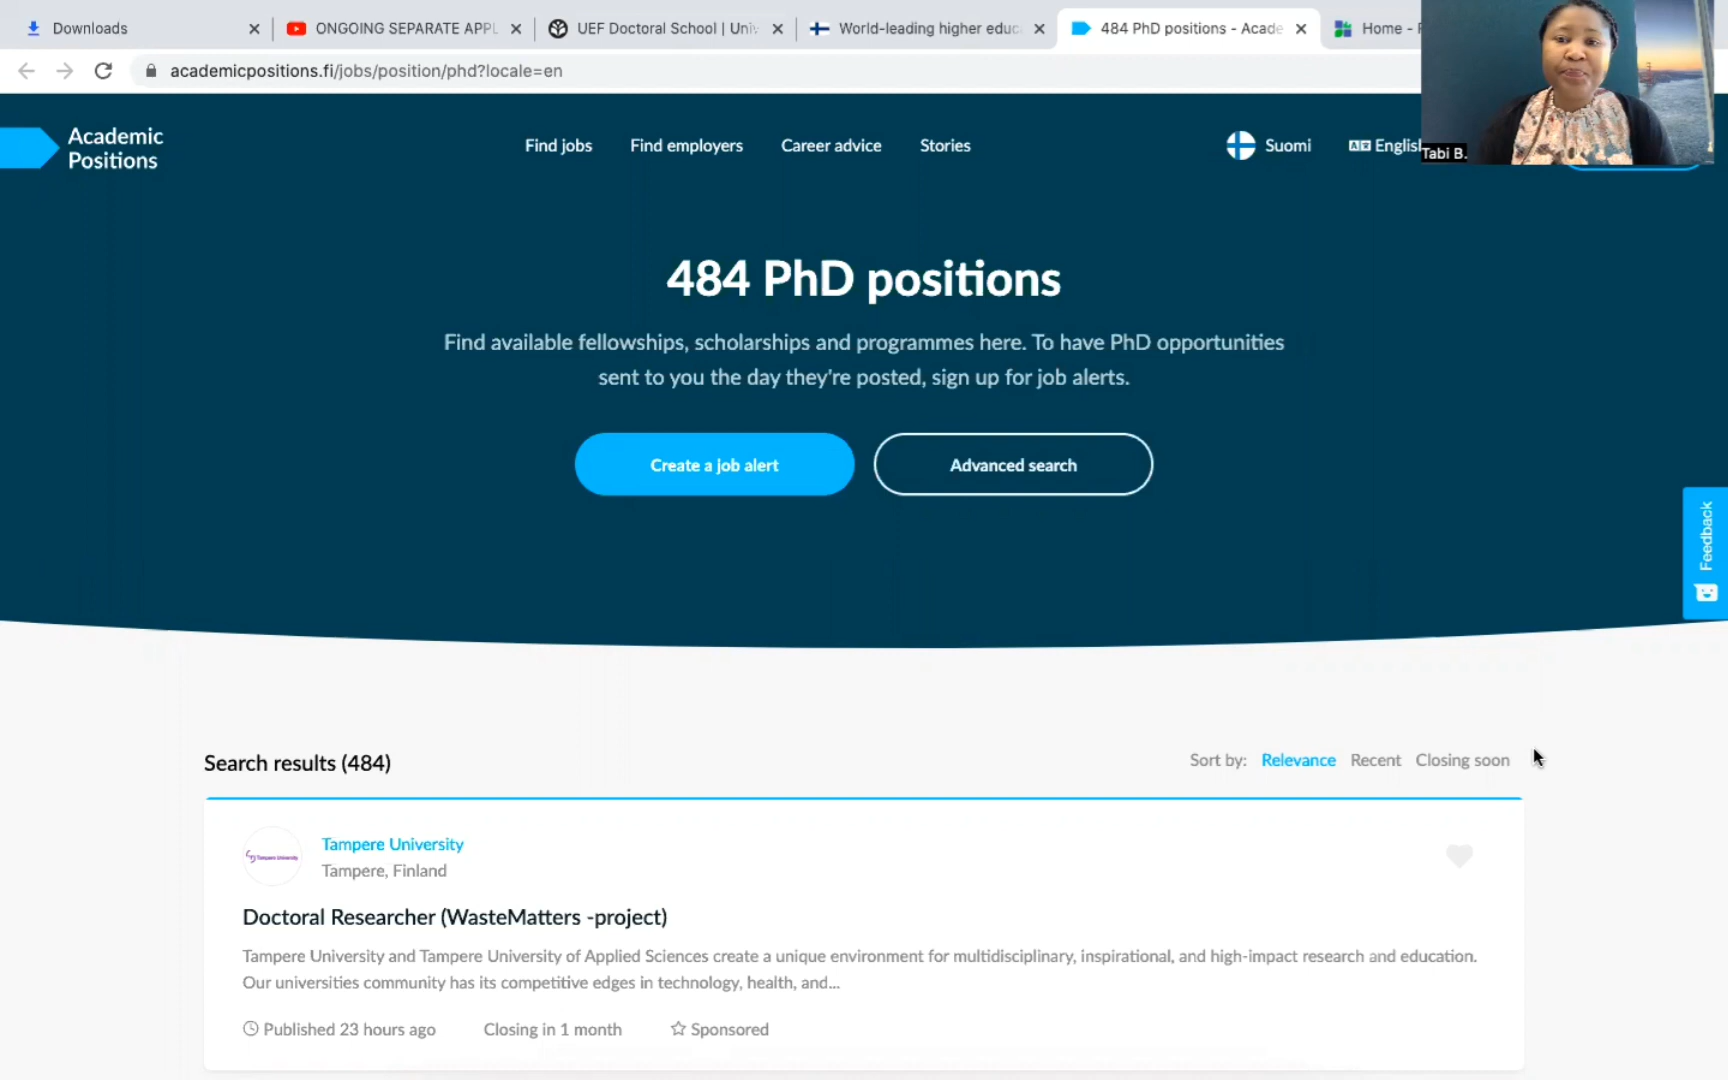 Downloads
ONGOING SEPARATE APPL
UEF Doctoral School | Univ
World-leading higher educ
484 PhD positions - Acade
Home -
academicpositions.fi/jobs/position/phd?locale=en
Academic
Positions
Find jobs
Find employers
Career advice
Stories
Suomi
English
Tabi B.
484 PhD positions
Find available fellowships, scholarships and programmes here. To have PhD opportunities
sent to you the day they're posted, sign up for job alerts.
Create a job alert
Advanced search
Feedback
Search results (484)
Sort by: Relevance Recent Closing soon
Tampere University
Tampere University
Tampere, Finland
Doctoral Researcher (WasteMatters -project)
Tampere University and Tampere University of Applied Sciences create a unique environment for multidisciplinary, inspirational, and high-impact research and education.
Our universities community has its competitive edges in technology, health, and...
Published 23 hours ago
Closing in 1 month
Sponsored